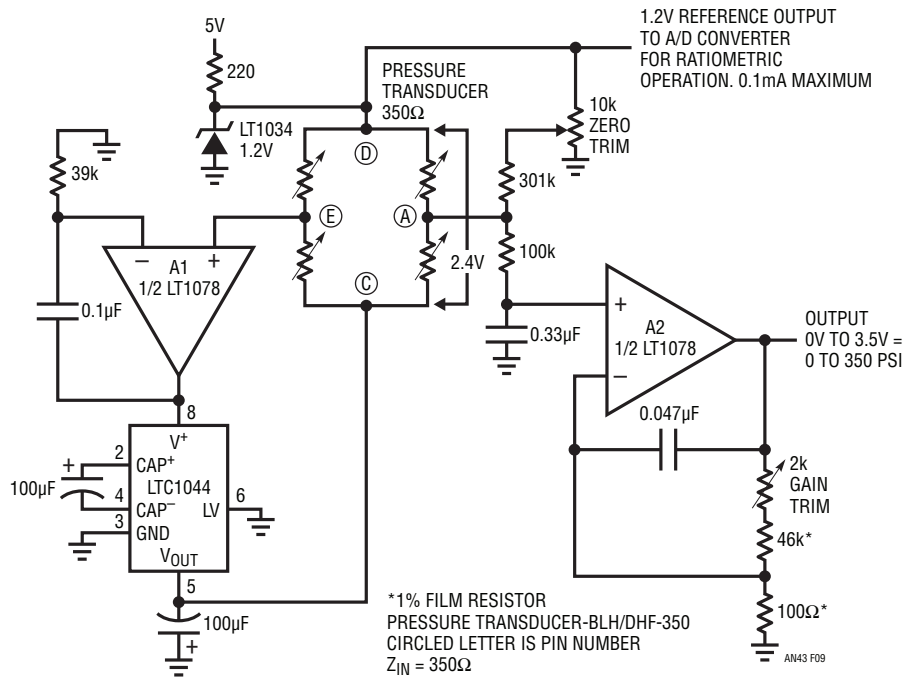 5V
220
LT1034
1.2V
39k
PRESSURE
TRANSDUCER
350Ω
1.2V REFERENCE OUTPUT
TO A/D CONVERTER
FOR RATIOMETRIC
OPERATION. 0.1mA MAXIMUM
10k
ZERO
TRIM
301k
D
E
A
C
2.4V
100k
–
+
A1
1/2 LT1078
0.1µF
0.33µF
+
A2
1/2 LT1078
–
OUTPUT
0V TO 3.5V =
0 TO 350 PSI
0.047µF
2k
GAIN
TRIM
46k*
100Ω*
8
V+
2
CAP+
+
100µF
LTC1044
4
CAP–
6
LV
3
GND
VOUT
5
100µF
+
*1% FILM RESISTOR
PRESSURE TRANSDUCER-BLH/DHF-350
CIRCLED LETTER IS PIN NUMBER
ZIN = 350Ω
AN43 F09